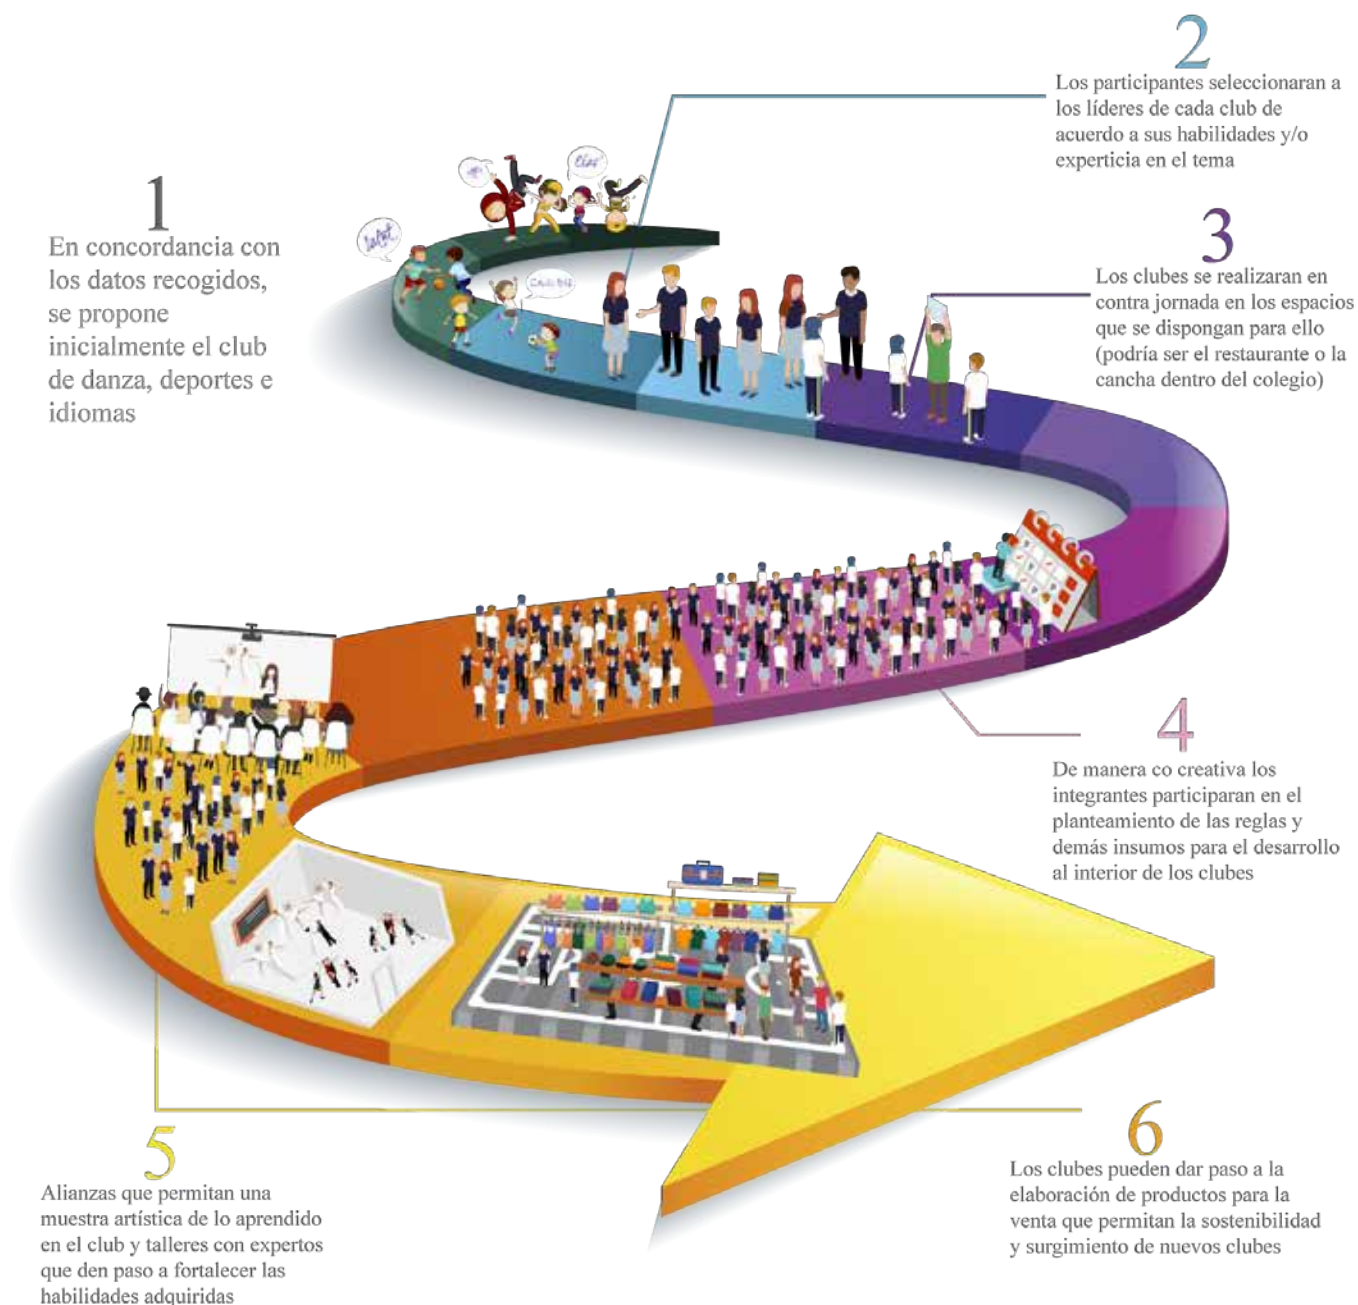 1
En concordancia con
los datos recogidos,
se propone
inicialmente el club
de danza, deportes e
idiomas
2
Los participantes seleccionaran a
los líderes de cada club de
acuerdo a sus habilidades y/o
experticia en el tema
3
Los clubes se realizaran en
contra jornada en los espacios
que se dispongan para ello
(podría ser el restaurante o la
cancha dentro del colegio)
4
De manera co creativa los
integrantes participaran en el
planteamiento de las reglas y
demás insumos para el desarrollo
al interior de los clubes
5
Alianzas que permitan una
muestra artística de lo aprendido
en el club y talleres con expertos
que den paso a fortalecer las
habilidades adquiridas
6
Los clubes pueden dar paso a la
elaboración de productos para la
venta que permitan la sostenibilidad
y surgimiento de nuevos clubes